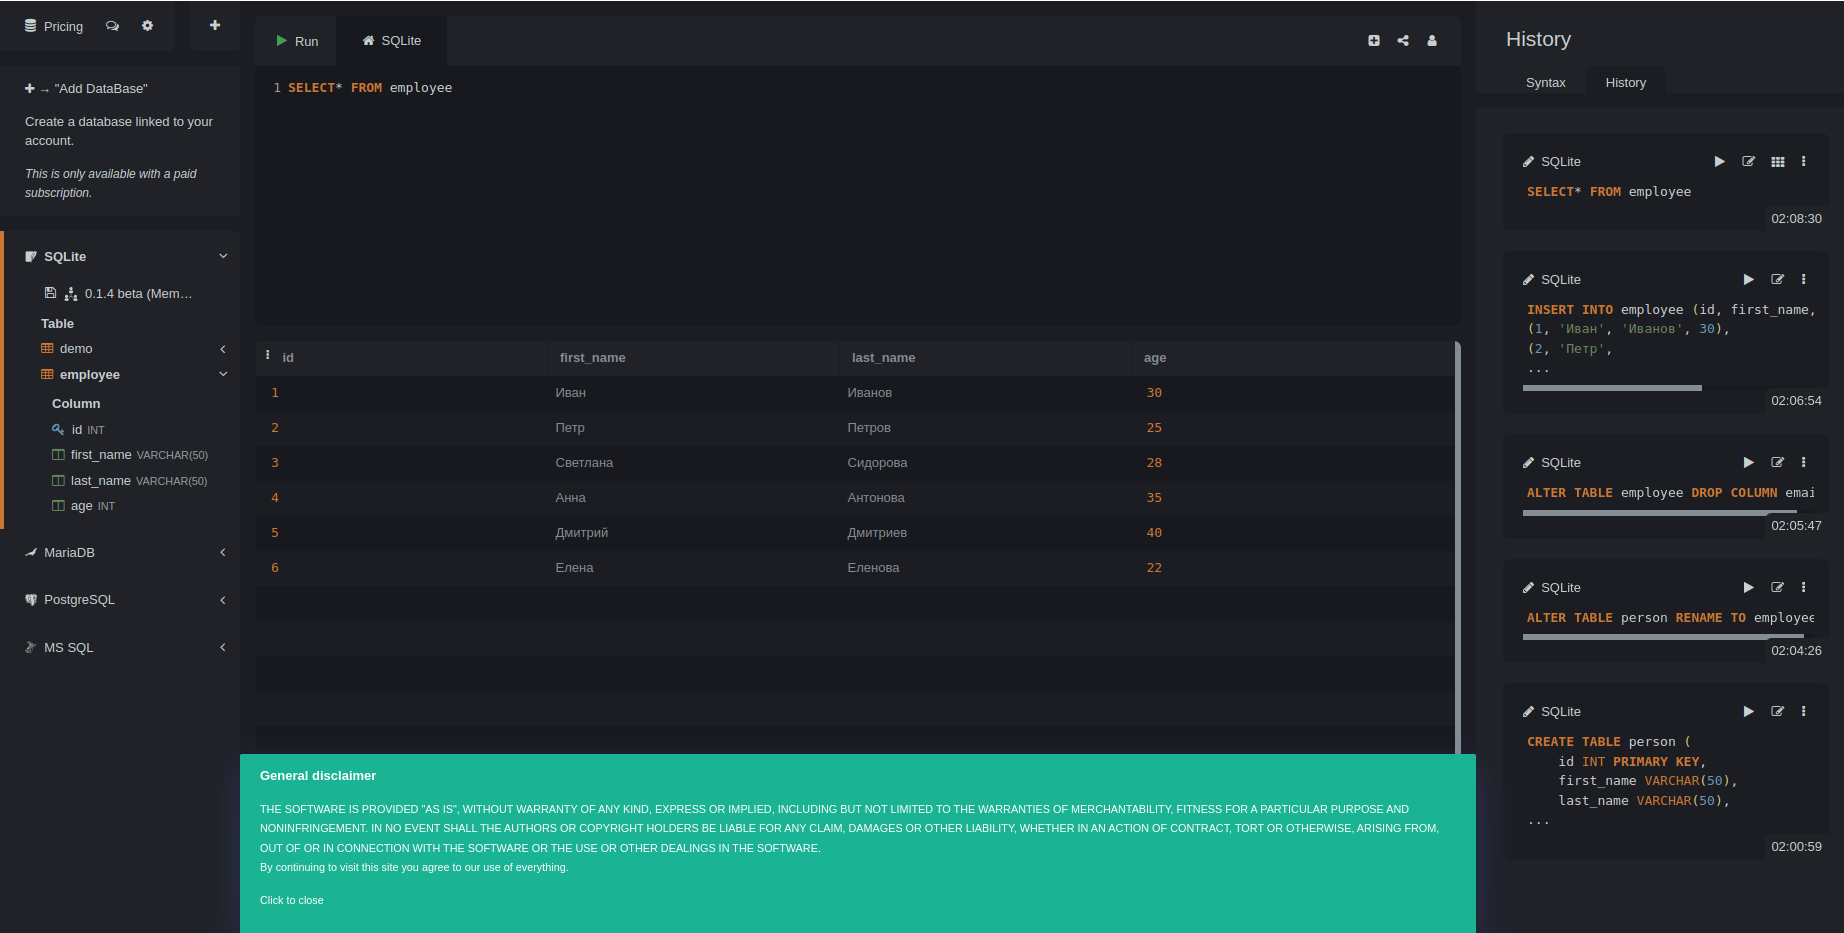 Pricing
"Add DataBase"
Create a database linked to your
account.
This is only available with a paid
subscription.
SQLite
0.1.4 beta (Mem…
Table
demo
employee
Column
id INT
first_name VARCHAR(50)
last_name VARCHAR(50)
age INT
MariaDB
PostgreSQL
MS SQL
Run
SQLite
1 SELECT* FROM employee
id first_name last_name age
1 Иван Иванов 30
2 Петр Петров 25
3 Светлана Сидорова 28
4 Анна Антонова 35
5 Дмитрий Дмитриев 40
6 Елена Еленова 22
General disclaimer
THE SOFTWARE IS PROVIDED "AS IS", WITHOUT WARRANTY OF ANY KIND, EXPRESS OR IMPLIED, INCLUDING BUT NOT LIMITED TO THE WARRANTIES OF MERCHANTABILITY, FITNESS FOR A PARTICULAR PURPOSE AND
NONINFRINGEMENT. IN NO EVENT SHALL THE AUTHORS OR COPYRIGHT HOLDERS BE LIABLE FOR ANY CLAIM, DAMAGES OR OTHER LIABILITY, WHETHER IN AN ACTION OF CONTRACT, TORT OR OTHERWISE, ARISING FROM,
OUT OF OR IN CONNECTION WITH THE SOFTWARE OR THE USE OR OTHER DEALINGS IN THE SOFTWARE.
By continuing to visit this site you agree to our use of everything.
Click to close
History
Syntax History
SQLite
SELECT* FROM employee
02:08:30
SQLite
INSERT INTO employee (id, first_name,
(1, 'Иван', 'Иванов', 30),
(2, 'Петр',
...
02:06:54
SQLite
ALTER TABLE employee DROP COLUMN emai
02:05:47
SQLite
ALTER TABLE person RENAME TO employee
02:04:26
SQLite
CREATE TABLE person (
id INT PRIMARY KEY,
first_name VARCHAR(50),
last_name VARCHAR(50),
...
02:00:59